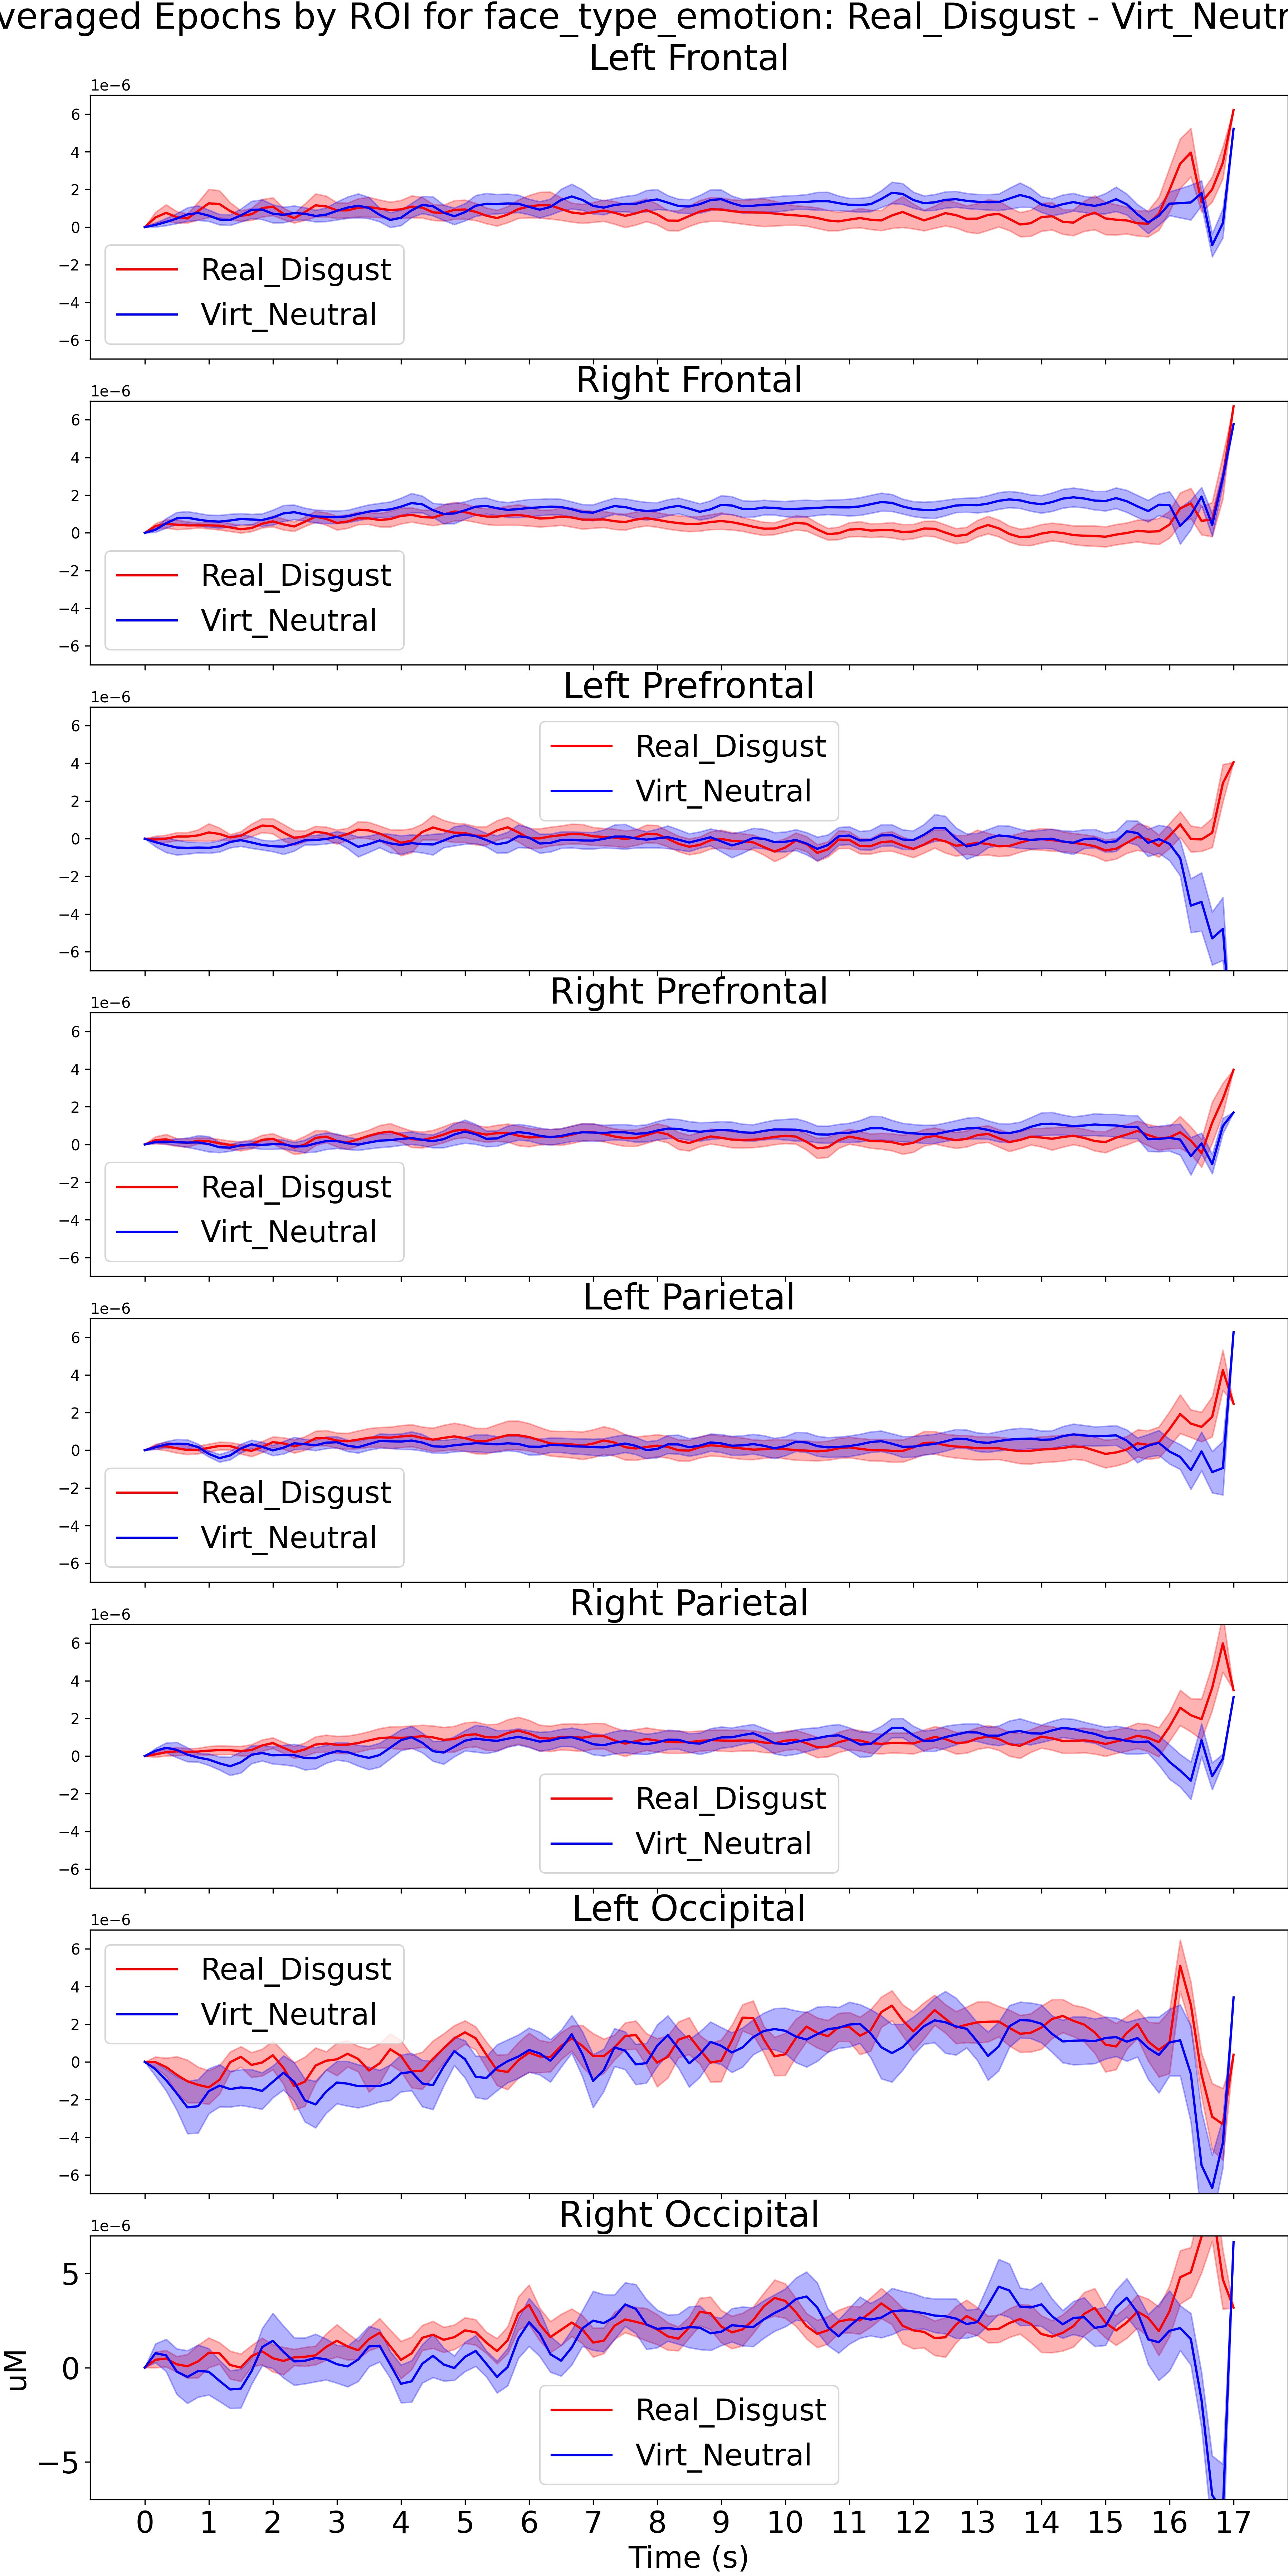 veraged Epochs by ROI for face_type_emotion: Real_Disgust - Virt_Neutr
Left Frontal
1e−6
6
4
2
0
−2
−4
−6
Real_Disgust
Virt_Neutral
Right Frontal
1e−6
6
4
2
0
−2
−4
−6
Real_Disgust
Virt_Neutral
Left Prefrontal
1e−6
6
4
2
0
−2
−4
−6
Real_Disgust
Virt_Neutral
Right Prefrontal
1e−6
6
4
2
0
−2
−4
−6
Real_Disgust
Virt_Neutral
Left Parietal
1e−6
6
4
2
0
−2
−4
−6
Real_Disgust
Virt_Neutral
Right Parietal
1e−6
6
4
2
0
−2
−4
−6
Real_Disgust
Virt_Neutral
Left Occipital
1e−6
6
4
2
0
−2
−4
−6
Real_Disgust
Virt_Neutral
Right Occipital
1e−6
5
0
−5
uM
Real_Disgust
Virt_Neutral
0 1 2 3 4 5 6 7 8 9 10 11 12 13 14 15 16 17
Time (s)